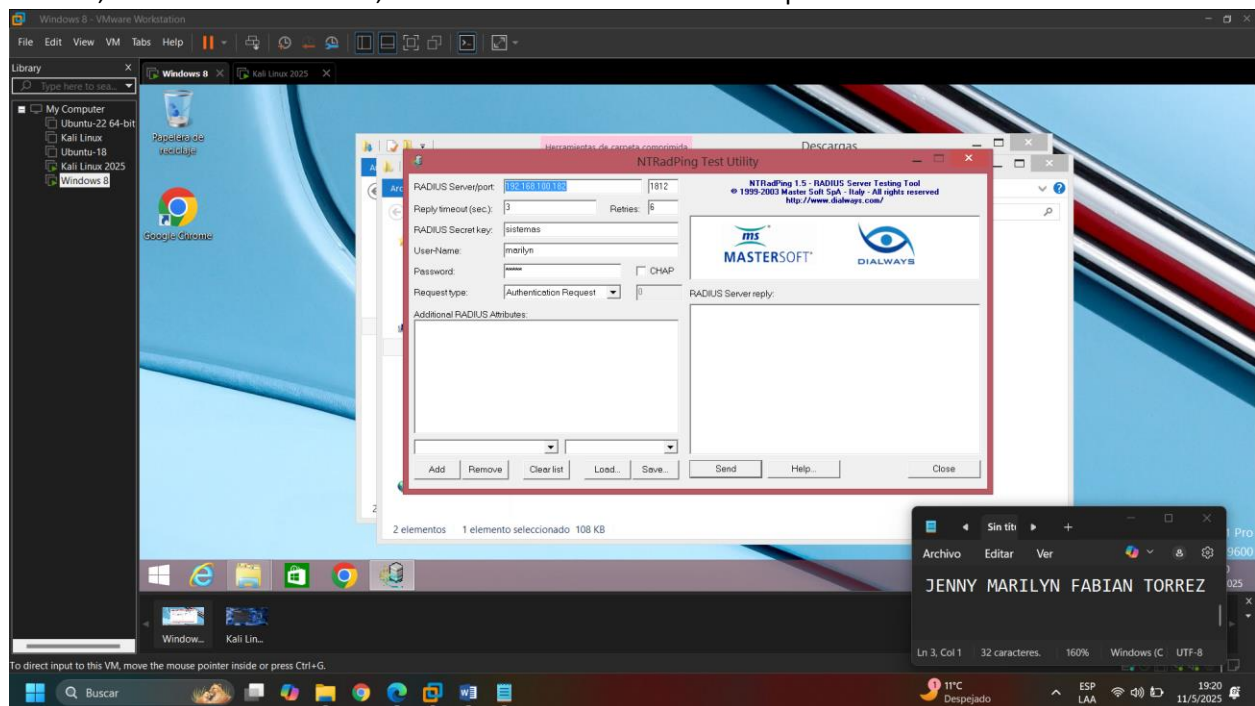 Windows 8 - VMware Workstation
File Edit View VM Tabs Help
Library X
Type here to sea...
Windows 8 X Kali Linux 2025 X
My Computer
Ubuntu-22 64-bit
Kali Linux
Ubuntu-18
Kali Linux 2025
Windows 8
Papelera de
reciclaje
Google Chrome
Herramientas de carpeta comprimida
Descargas
NTRadPing Test Utility
RADIUS Server/port: 192.168.100.182 1812
Reply timeout (sec.): 3 Retries: 6
RADIUS Secret key: sistemas
User-Name: marilyn
Password: ***** CHAP
Request type: Authentication Request 0
Additional RADIUS Attributes:
NTRadPing 1.5 - RADIUS Server Testing Tool
© 1999-2003 Master Soft SpA - Italy - All rights reserved
http://www.dialways.com/
ms
MASTERSOFT
DIALWAYS
RADIUS Server reply:
Add Remove Clear list Load... Save... Send Help... Close
2 elementos 1 elemento seleccionado 108 KB
Pro
9600
025
Sin títu
Archivo Editar Ver
JENNY MARILYN FABIAN TORREZ
Ln 3, Col 1 32 caracteres. 160% Windows (C UTF-8
Window... Kali Lin...
To direct input to this VM, move the mouse pointer inside or press Ctrl+G.
Buscar
1
11°C
Despejado
ESP
LAA
19:20
11/5/2025